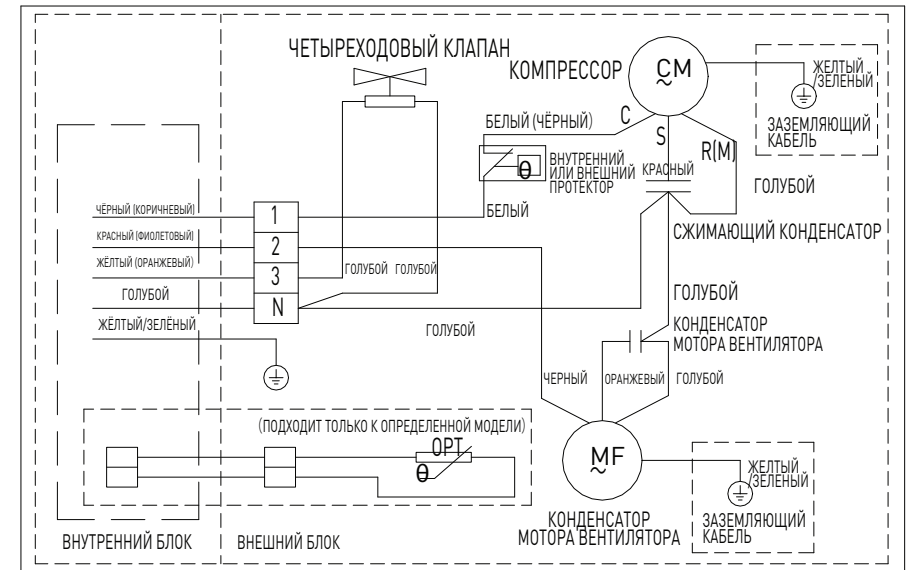 ЧЕТЫРЕХОДОВЫЙ КЛАПАН
КОМПРЕССОР
CM
~
ЖЕЛТЫЙ
/ЗЕЛЕНЫЙ
ЗАЗЕМЛЯЮЩИЙ
КАБЕЛЬ
БЕЛЫЙ (ЧЁРНЫЙ)
C
S
R(M)
θ
ВНУТРЕННИЙ
ИЛИ ВНЕШНИЙ
ПРОТЕКТОР
КРАСНЫЙ
ГОЛУБОЙ
БЕЛЫЙ
СЖИМАЮЩИЙ КОНДЕНСАТОР
ЧЁРНЫЙ (КОРИЧНЕВЫЙ)
1
КРАСНЫЙ (ФИОЛЕТОВЫЙ)
2
ЖЁЛТЫЙ (ОРАНЖЕВЫЙ)
3
ГОЛУБОЙ ГОЛУБОЙ
ГОЛУБОЙ
N
ЖЁЛТЫЙ/ЗЕЛЁНЫЙ
ГОЛУБОЙ
ГОЛУБОЙ
КОНДЕНСАТОР
МОТОРА ВЕНТИЛЯТОРА
ЧЕРНЫЙ
ОРАНЖЕВЫЙ
ГОЛУБОЙ
(ПОДХОДИТ ТОЛЬКО К ОПРЕДЕЛЕННОЙ МОДЕЛИ)
OPT
θ
MF
~
ЖЕЛТЫЙ
/ЗЕЛЕНЫЙ
ЗАЗЕМЛЯЮЩИЙ
КАБЕЛЬ
КОНДЕНСАТОР
МОТОРА ВЕНТИЛЯТОРА
ВНУТРЕННИЙ БЛОК
ВНЕШНИЙ БЛОК